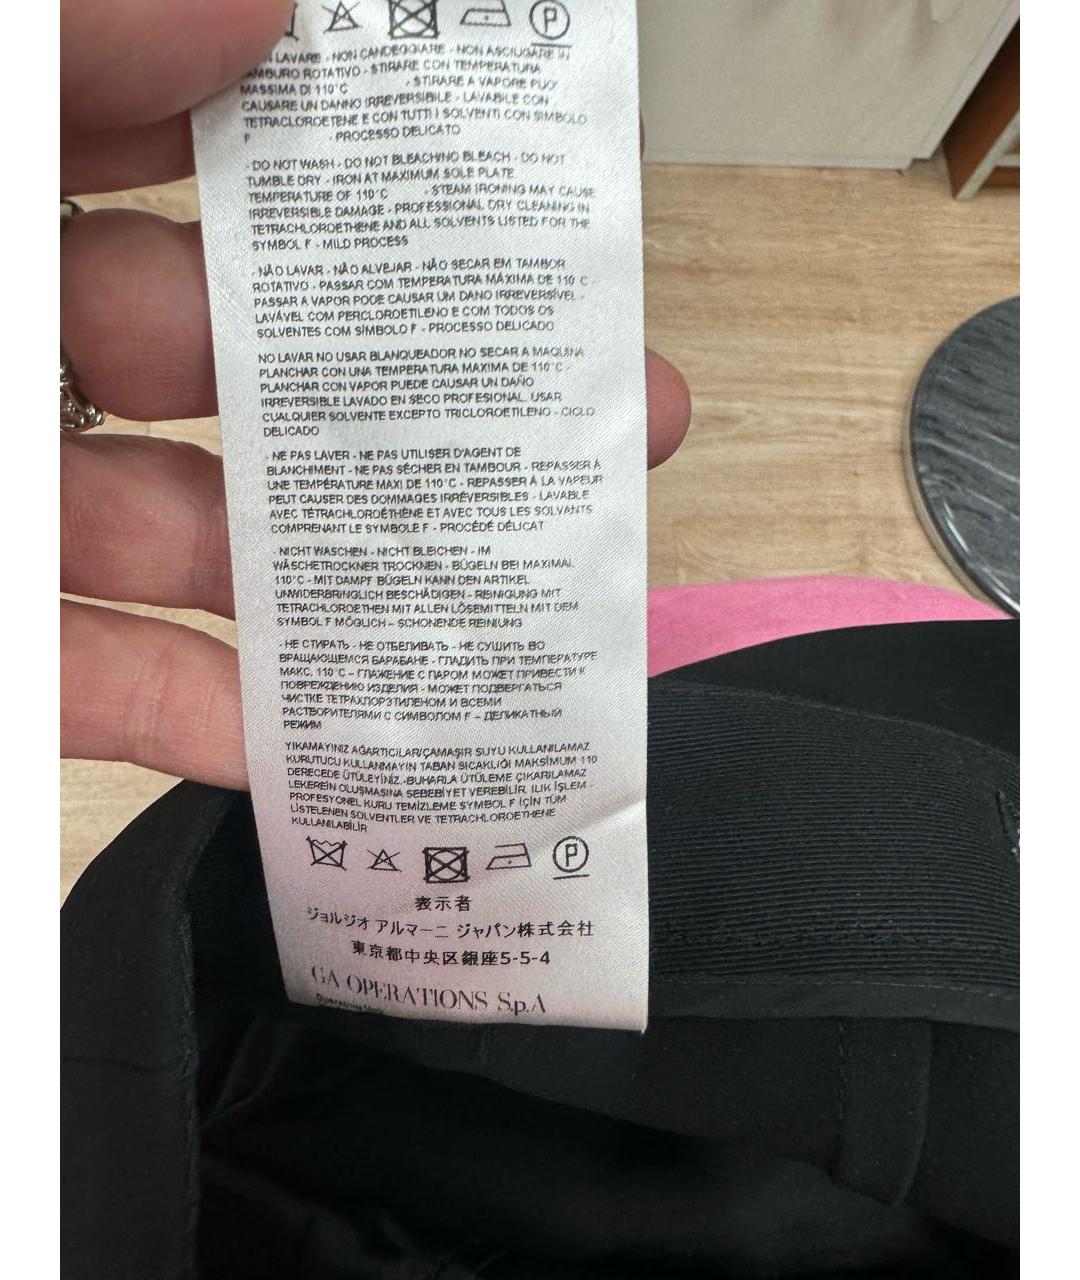 LAVARE - NON CANDEGGIARE - NON ASCIUGARE IN
TAMBURO ROTATIVO - STIRARE CON TEMPERATURA
MASSIMA DI 110°C - STIRARE A VAPORE PUO'
CAUSARE UN DANNO IRREVERSIBILE - LAVABILE CON
TETRACLOROETENE E CON TUTTI I SOLVENTI CON SIMBOLO
F - PROCESSO DELICATO
- DO NOT WASH - DO NOT BLEACHING BLEACH - DO NOT
TUMBLE DRY - IRON AT MAXIMUM SOLE PLATE
TEMPERATURE OF 110°C - STEAM IRONING MAY CAUSE
IRREVERSIBLE DAMAGE - PROFESSIONAL DRY CLEANING IN
TETRACHLOROETHENE AND ALL SOLVENTS LISTED FOR THE
SYMBOL F - MILD PROCESS
- NÃO LAVAR - NÃO ALVEJAR - NÃO SECAR EM TAMBOR
ROTATIVO - PASSAR COM TEMPERATURA MÁXIMA DE 110 C -
PASSAR A VAPOR PODE CAUSAR UM DANO IRREVERSÍVEL -
LAVÁVEL COM PERCLOROETILENO E COM TODOS OS
SOLVENTES COM SÍMBOLO F - PROCESSO DELICADO
NO LAVAR NO USAR BLANQUEADOR NO SECAR A MAQUINA
PLANCHAR CON UNA TEMPERATURA MAXIMA DE 110°C -
PLANCHAR CON VAPOR PUEDE CAUSAR UN DAÑO
IRREVERSIBLE LAVADO EN SECO PROFESIONAL. USAR
CUALQUIER SOLVENTE EXCEPTO TRICLOROETILENO - CICLO
DELICADO
- NE PAS LAVER - NE PAS UTILISER D'AGENT DE
BLANCHIMENT - NE PAS SÉCHER EN TAMBOUR - REPASSER À
UNE TEMPÉRATURE MAXI DE 110°C - REPASSER À LA VAPEUR
PEUT CAUSER DES DOMMAGES IRRÉVERSIBLES - LAVABLE
AVEC TÉTRACHLOROÉTHÈNE ET AVEC TOUS LES SOLVANTS
COMPRENANT LE SYMBOLE F - PROCÉDÉ DÉLICAT
- NICHT WASCHEN - NICHT BLEICHEN - IM
WÄSCHETROCKNER TROCKNEN - BÜGELN BEI MAXIMAL
110°C - MIT DAMPF BÜGELN KANN DEN ARTIKEL
UNWIDERBRINGLICH BESCHÄDIGEN - REINIGUNG MIT
TETRACHLOROETHEN MIT ALLEN LÖSEMITTELN MIT DEM
SYMBOL F MÖGLICH – SCHONENDE REINIUNG
- НЕ СТИРАТЬ - НЕ ОТБЕЛИВАТЬ - НЕ СУШИТЬ ВО
ВРАЩАЮЩЕМСЯ БАРАБАНЕ - ГЛАДИТЬ ПРИ ТЕМПЕРАТУРЕ
МАКС. 110°C – ГЛАЖЕНИЕ С ПАРОМ МОЖЕТ ПРИВЕСТИ К
ПОВРЕЖДЕНИЮ ИЗДЕЛИЯ - МОЖЕТ ПОДВЕРГАТЬСЯ
ЧИСТКЕ ТЕТРАХЛОРЭТИЛЕНОМ И ВСЕМИ
РАСТВОРИТЕЛЯМИ С СИМВОЛОМ F – ДЕЛИКАТНЫЙ
РЕЖИМ
YIKAMAYINIZ AĞARTICILAR/ÇAMAŞIR SUYU KULLANILAMAZ
KURUTUCU KULLANMAYIN TABAN SICAKLIĞI MAKSİMUM 110
DERECEDE ÜTÜLEYİNİZ.-BUHARLA ÜTÜLEME ÇIKARILAMAZ
LEKERELIN OLUŞMASINA SEBEBİYET VEREBİLİR. ILIK İŞLEM -
PROFESYONEL KURU TEMİZLEME SYMBOL F İÇİN TÜM
LİSTELENEN SOLVENTLER VE TETRACHLOROETHENE
KULLANILABİLİR
表示者
ジョルジオ アルマーニ ジャパン株式会社
東京都中央区銀座5-5-4
GA OPERATIONS S.p.A